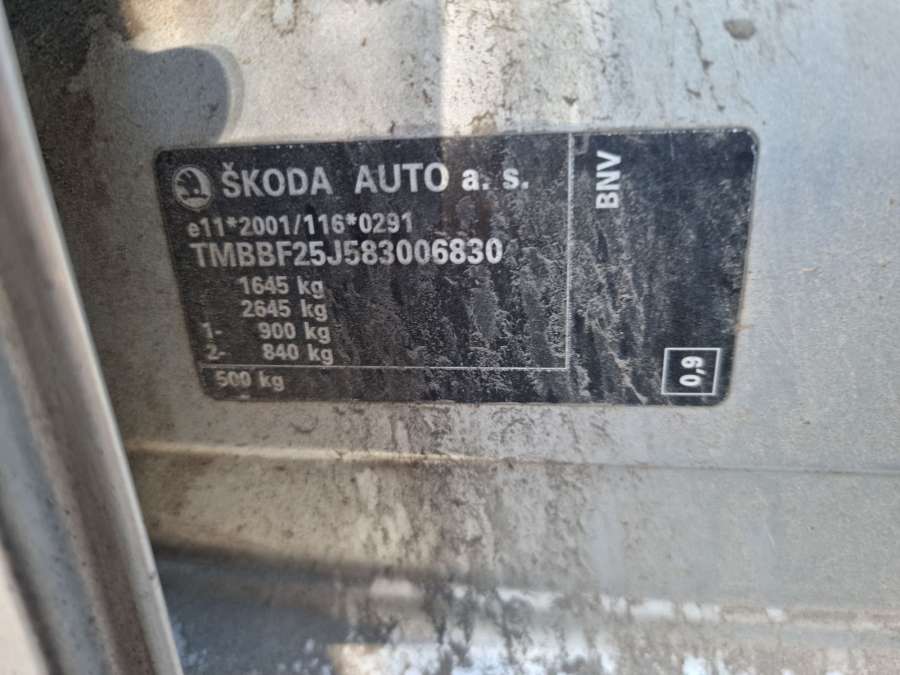 ŠKODA AUTO a. s.
e11*2001/116*0291
TMBBF25J583006830
1645 kg
2645 kg
1- 900 kg
2- 840 kg
500 kg
BNV
0,9